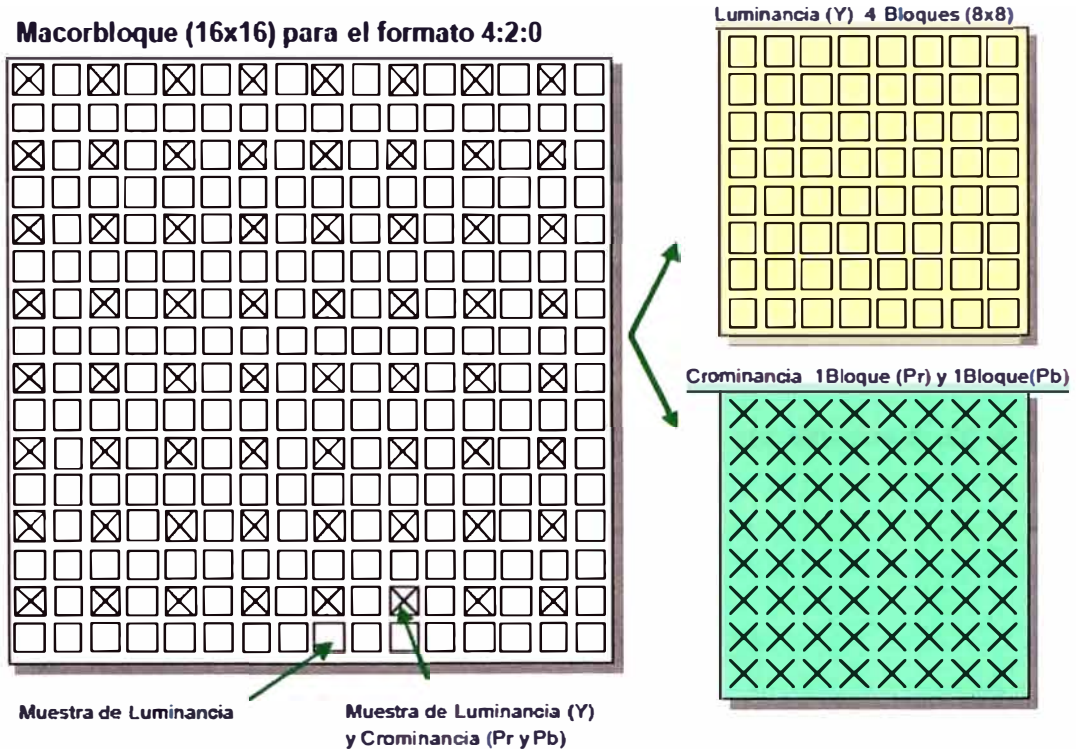 Macorbloque (16x16) para el formato 4:2:0
Luminancia (Y) 4 Bloques (8x8)
Crominancia 1Bloque (Pr) y 1Bloque(Pb)
Muestra de Luminancia
Muestra de Luminancia (Y)
y Crominancia (Pr y Pb)